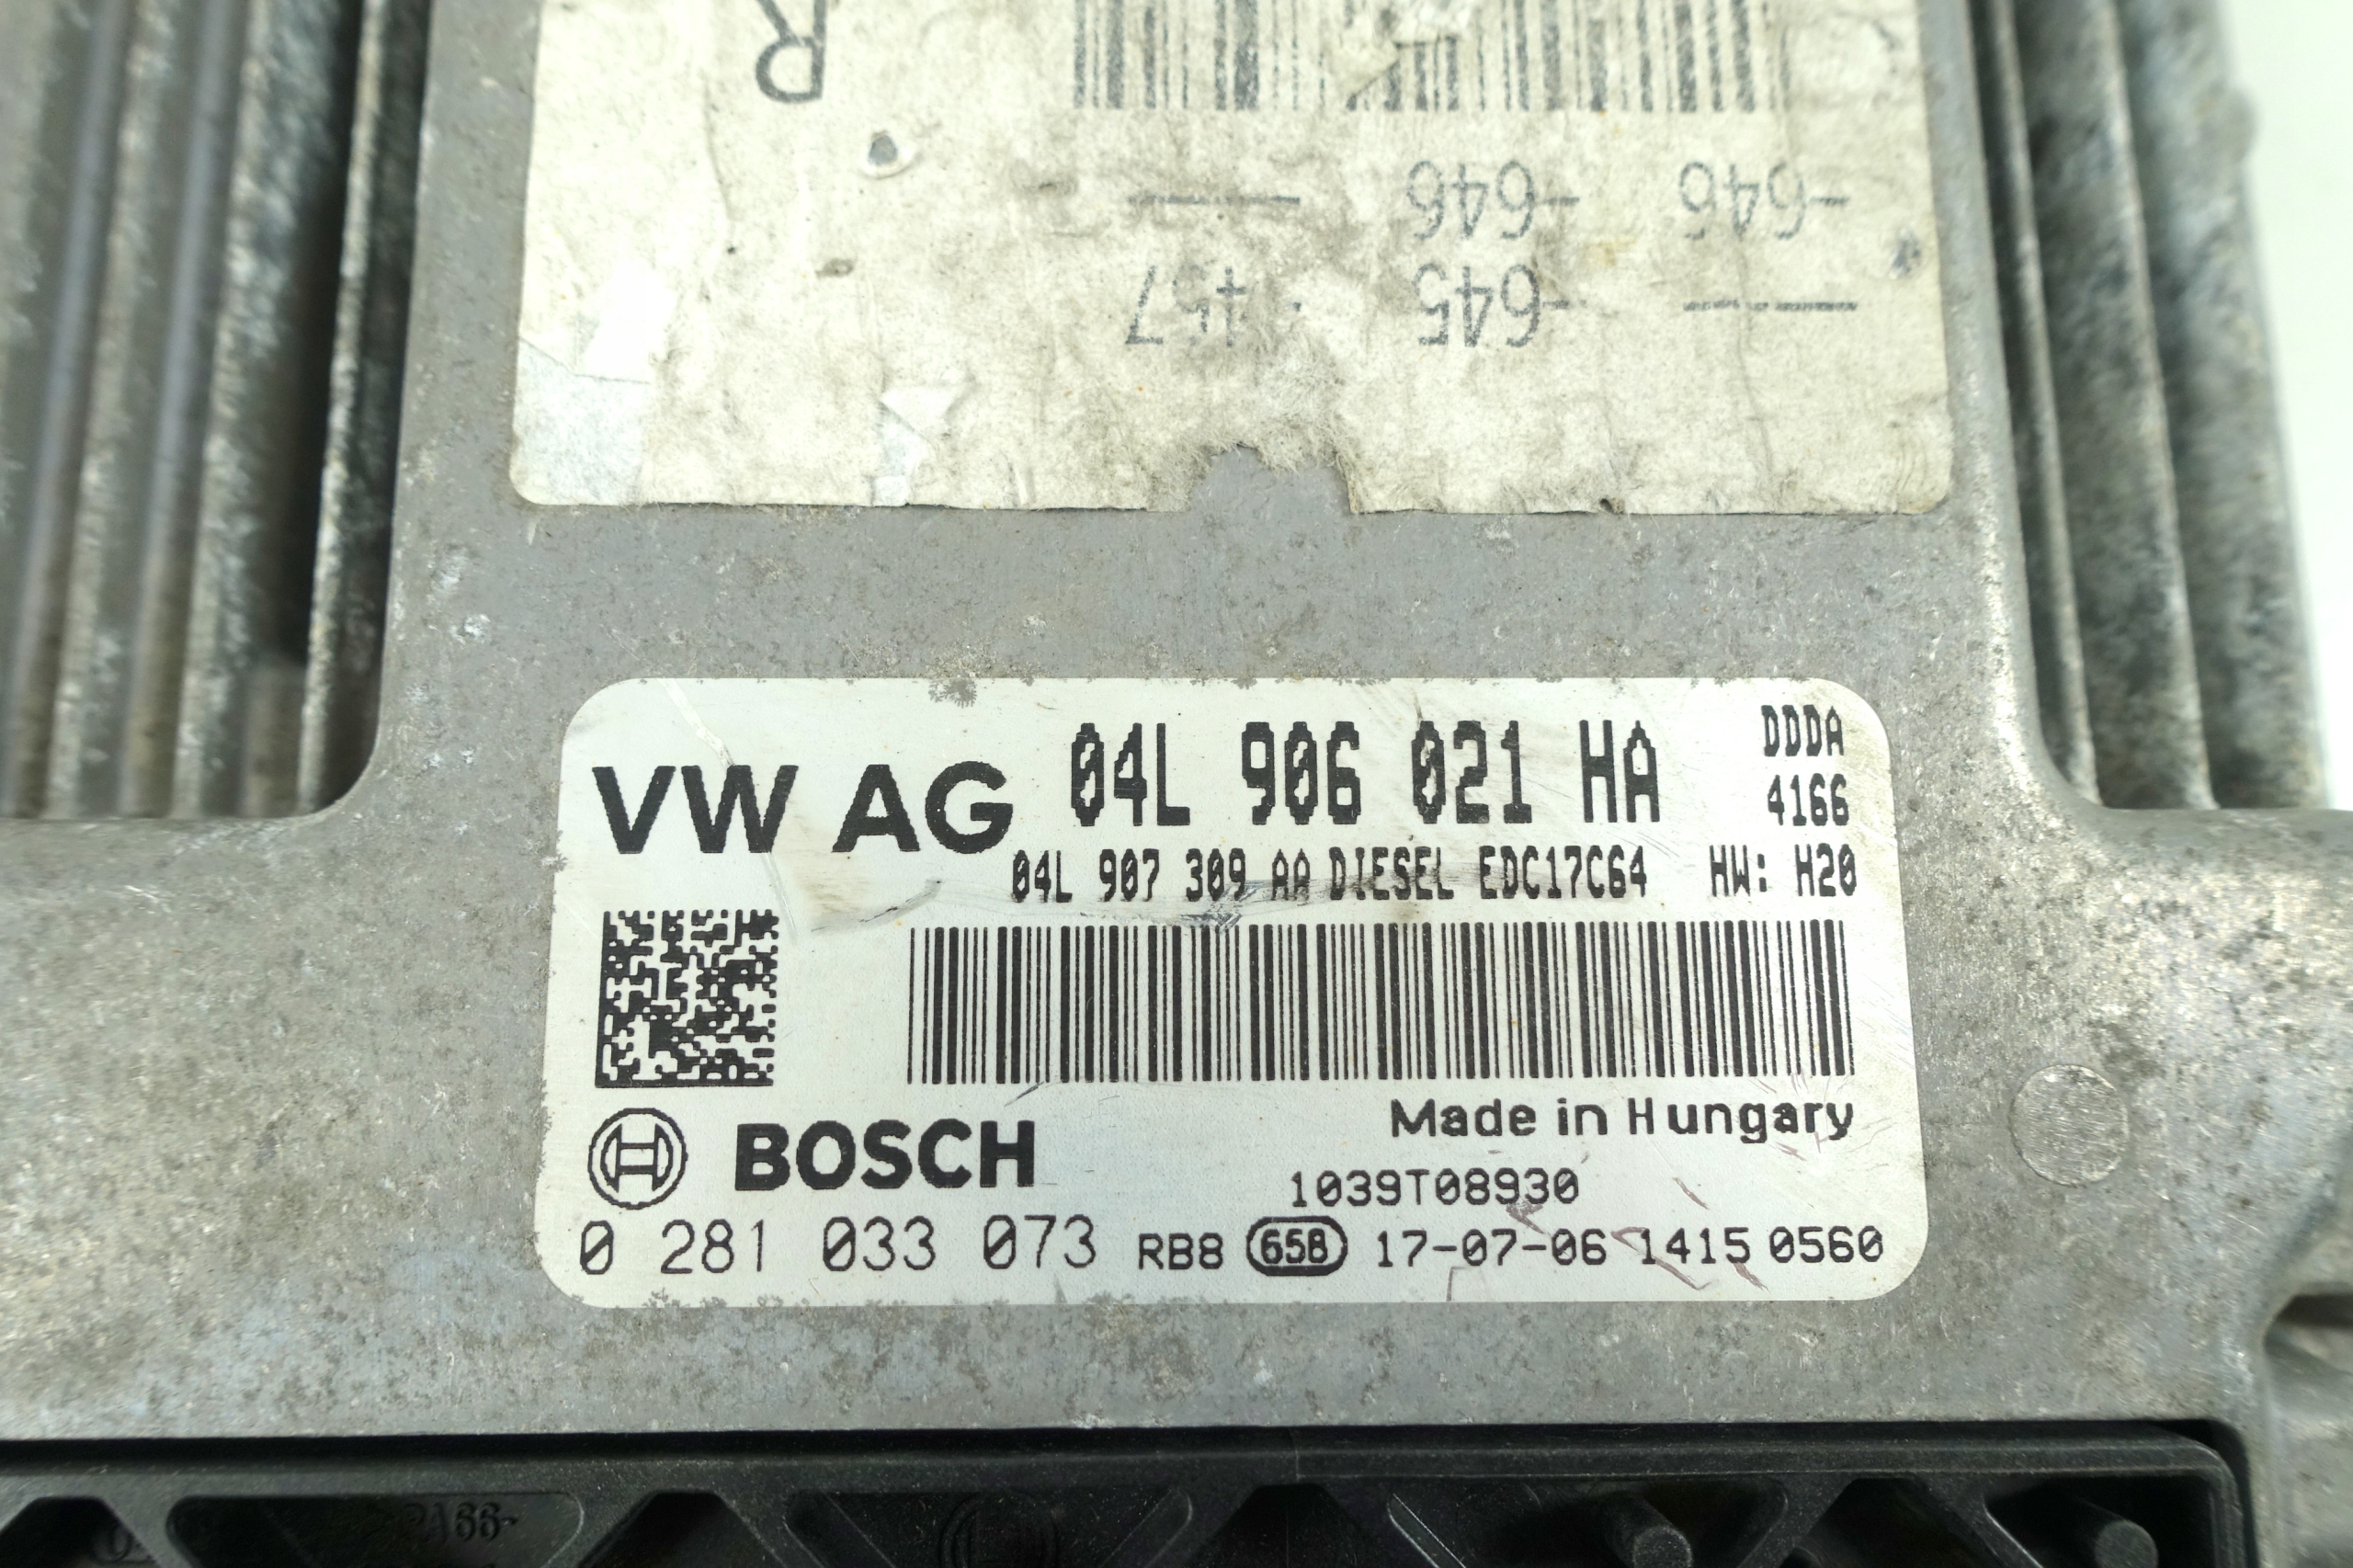 R
-646 -646
-645 457
VW AG 04L 906 021 HA DDDA
4166
04L 907 309 AA DIESEL EDC17C64 HW: H20
Made in Hungary
BOSCH
1039T08930
0 281 033 073 RB8 658 17-07-06 1415 0560